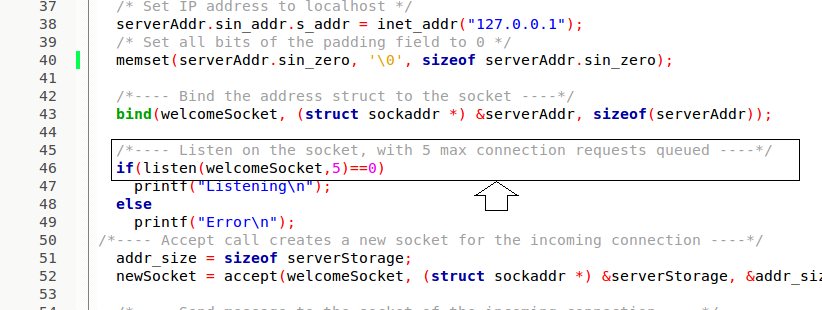 37 /* Set IP address to localhost */
38 serverAddr.sin_addr.s_addr = inet_addr("127.0.0.1");
39 /* Set all bits of the padding field to 0 */
40 memset(serverAddr.sin_zero, '\0', sizeof serverAddr.sin_zero);
41
42 /*---- Bind the address struct to the socket ----*/
43 bind(welcomeSocket, (struct sockaddr *) &serverAddr, sizeof(serverAddr));
44
45 /*---- Listen on the socket, with 5 max connection requests queued ----*/
46 if(listen(welcomeSocket,5)==0)
47 printf("Listening\n");
48 else
49 printf("Error\n");
50 /*---- Accept call creates a new socket for the incoming connection ----*/
51 addr_size = sizeof serverStorage;
52 newSocket = accept(welcomeSocket, (struct sockaddr *) &serverStorage, &addr_siz
53